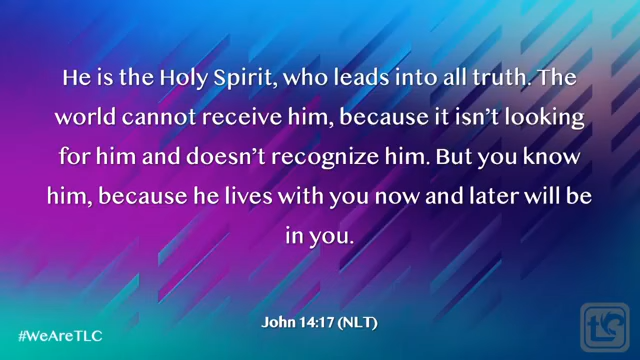 He is the Holy Spirit, who leads into all truth. The
world cannot receive him, because it isn't looking
for him and doesn't recognize him. But you know
him, because he lives with you now and later will be
in you.
John 14:17 (NLT)
#WeAreTLC